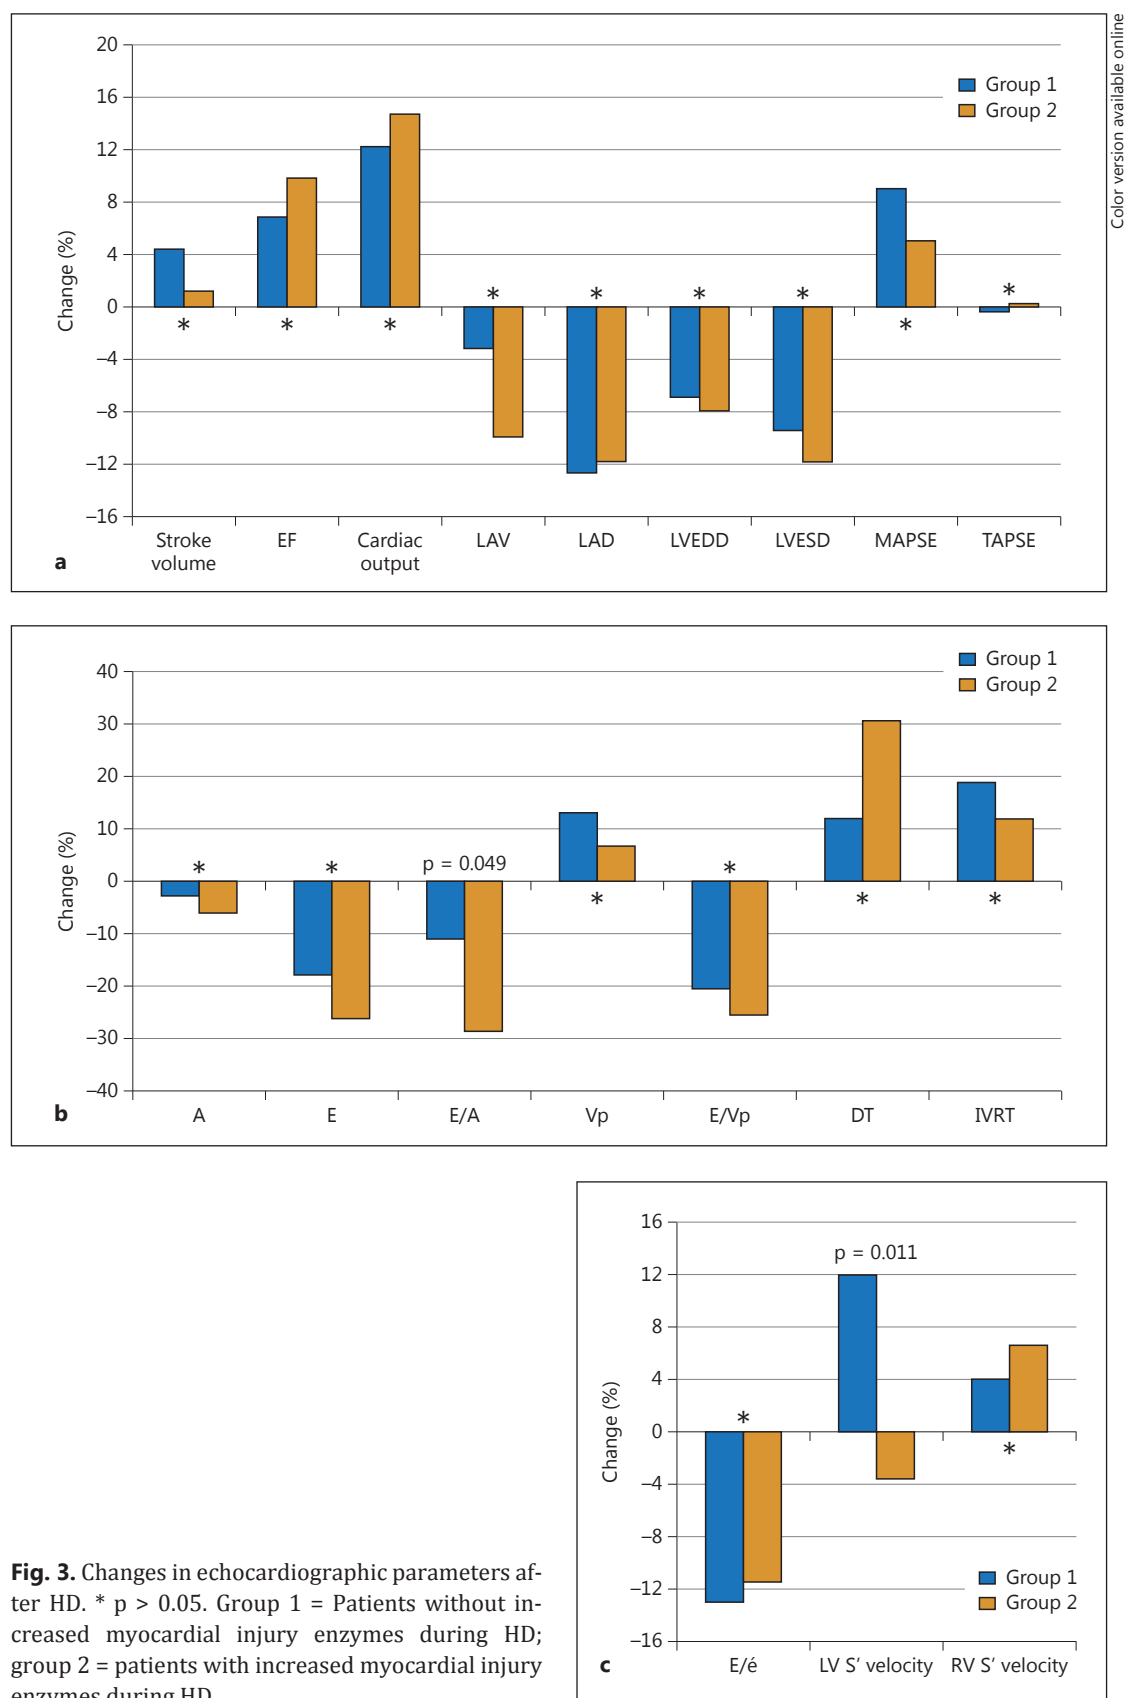 Color version available online
20
16
12
8
4
0
–4
–8
–12
–16
Change (%)
Group 1
Group 2
*
*
*
*
*
*
*
*
*
Stroke volume
EF
Cardiac output
LAV
LAD
LVEDD
LVESD
MAPSE
TAPSE
a
40
30
20
10
0
–10
–20
–30
–40
Change (%)
Group 1
Group 2
*
*
p = 0.049
*
*
*
*
A
E
E/A
Vp
E/Vp
DT
IVRT
b
16
12
8
4
0
–4
–8
–12
–16
Change (%)
p = 0.011
*
*
Group 1
Group 2
E/é
LV S′ velocity
RV S′ velocity
c
Fig. 3. Changes in echocardiographic parameters af-
ter HD. * p > 0.05. Group 1 = Patients without in-
creased myocardial injury enzymes during HD;
group 2 = patients with increased myocardial injury
enzymes during HD